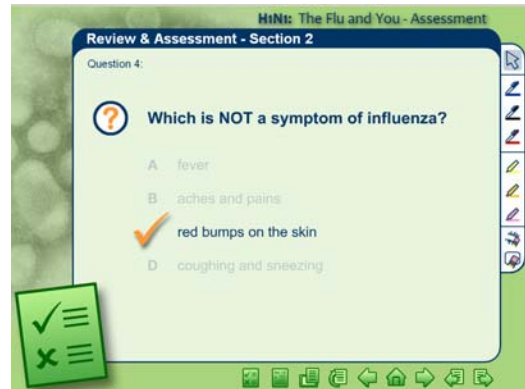 H1N1: The Flu and You - Assessment
Review & Assessment - Section 2
Question 4:
Which is NOT a symptom of influenza?
A fever
B aches and pains
red bumps on the skin
D coughing and sneezing